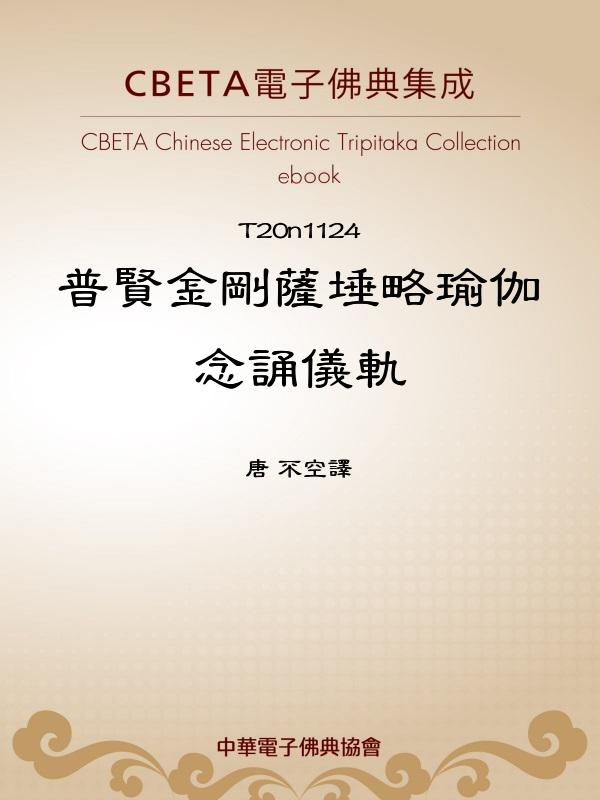 CBETA電子佛典集成
CBETA Chinese Electronic Tripitaka Collection
ebook
T20n1124
普賢金剛薩埵略瑜伽
念誦儀軌
唐 不空譯
中華電子佛典協會